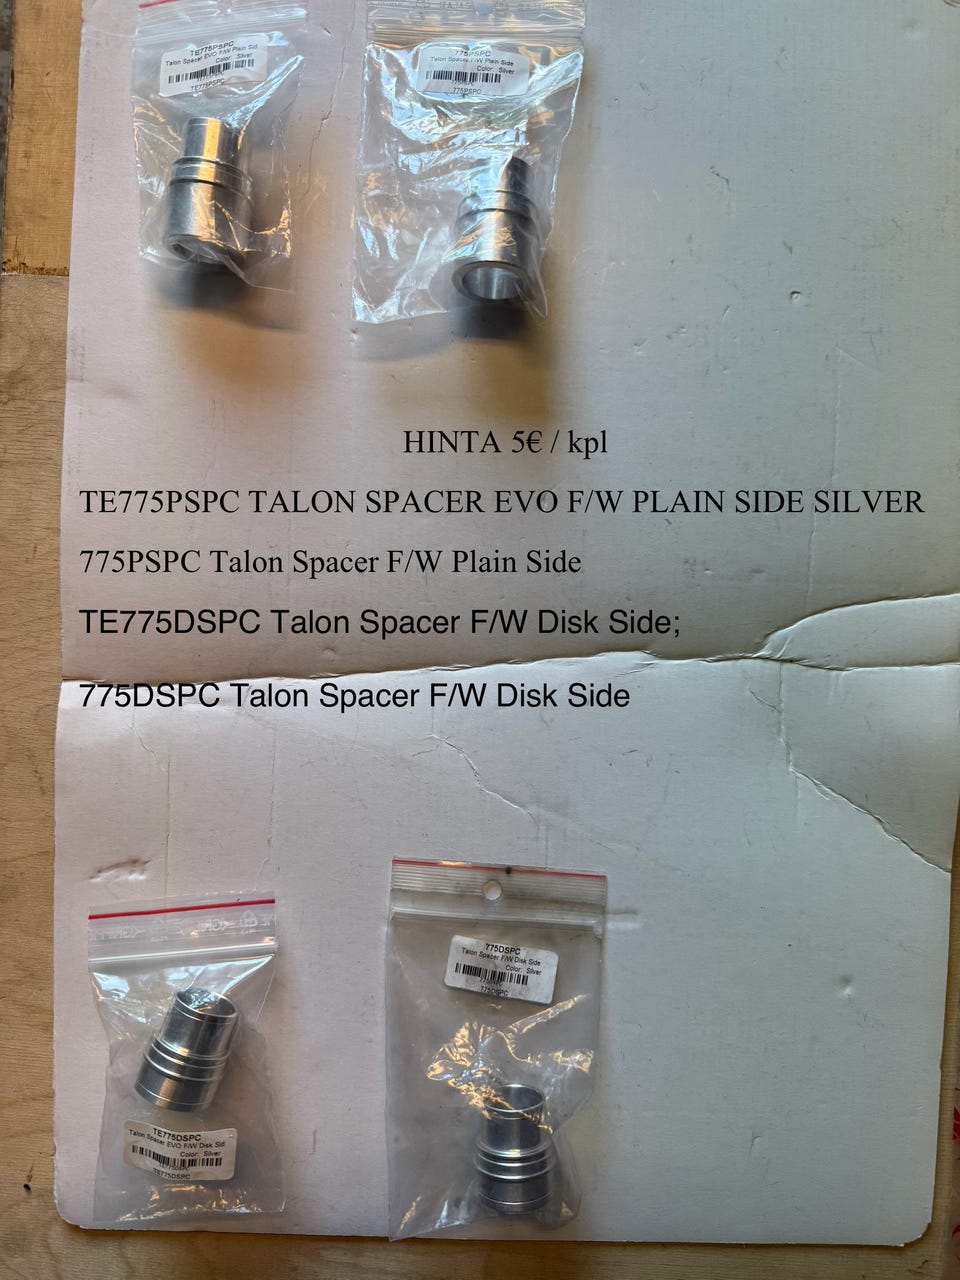 TE775PSPC
Talon Spacer EVO F/W Plain Sid
Color: Silver
TE775PSPC
775PSPC
Talon Spacer F/W Plain Side
Color: Silver
775PSPC
775PSPC
HINTA 5€ / kpl
TE775PSPC TALON SPACER EVO F/W PLAIN SIDE SILVER
775PSPC Talon Spacer F/W Plain Side
TE775DSPC Talon Spacer F/W Disk Side;
775DSPC Talon Spacer F/W Disk Side
775DSPC
Talon Spacer F/W Disk Side
Color: Silver
775DSPC
TE775DSPC
Talon Spacer EVO F/W Disk Sid
Color: Silver
TE775DSPC
TE775DSPC